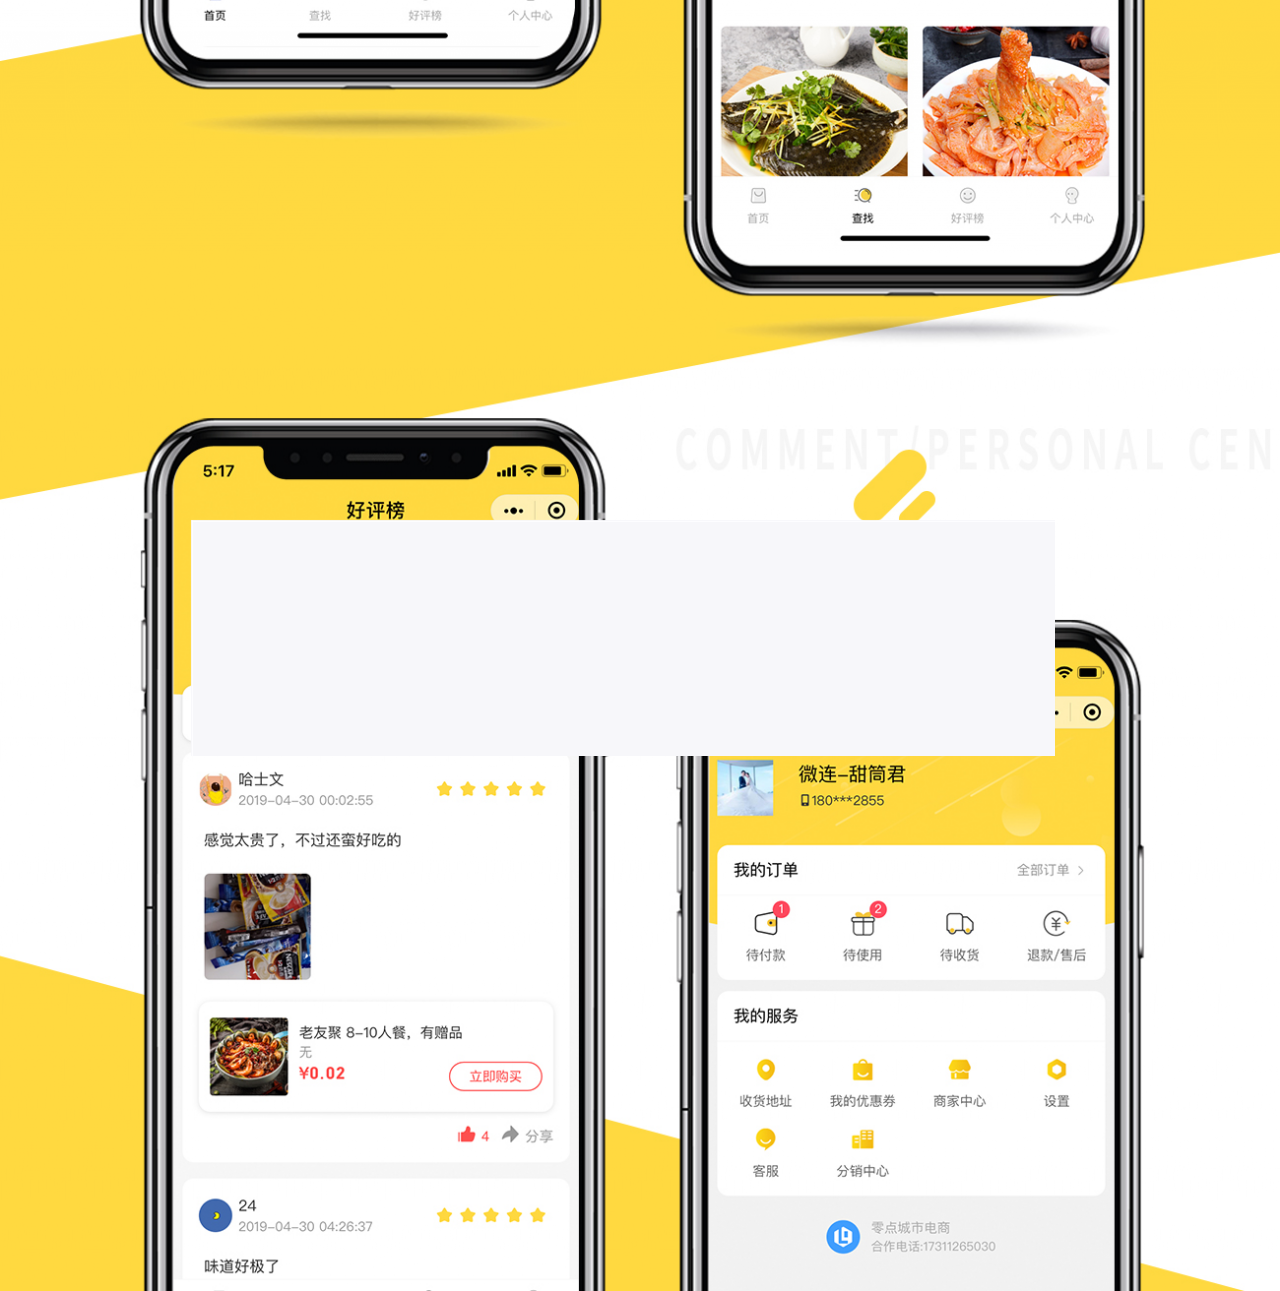 首页
查找
好评榜
个人中心
首页
查找
好评榜
个人中心
COMMENT/PERSONAL CEN
5:17
好评榜
哈士文
2019-04-30 00:02:55
感觉太贵了，不过还蛮好吃的
老友聚 8-10人餐，有赠品
无
¥0.02
立即购买
4
分享
24
2019-04-30 04:26:37
味道好极了
微连-甜筒君
180***2855
我的订单
全部订单
1
2
待付款
待使用
待收货
退款/售后
我的服务
收货地址
我的优惠券
商家中心
设置
客服
分销中心
零点城市电商
合作电话:17311265030